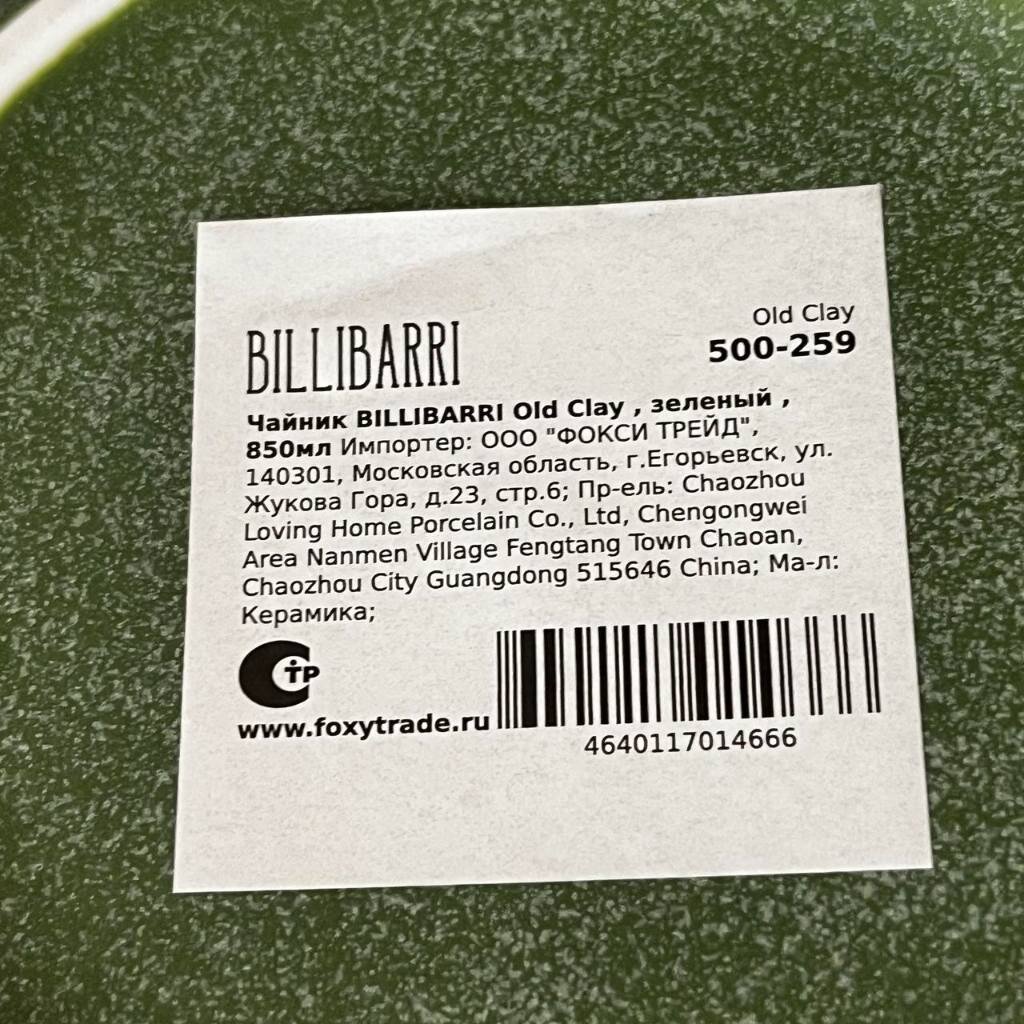 BILLIBARRI
Old Clay
500-259
Чайник BILLIBARRI Old Clay , зеленый ,
850мл Импортер: ООО "ФОКСИ ТРЕЙД",
140301, Московская область, г.Егорьевск, ул.
Жукова Гора, д.23, стр.6; Пр-ель: Chaozhou
Loving Home Porcelain Co., Ltd, Chengongwei
Area Nanmen Village Fengtang Town Chaoan,
Chaozhou City Guangdong 515646 China; Ма-л:
Керамика;
СТР
www.foxytrade.ru
4640117014666